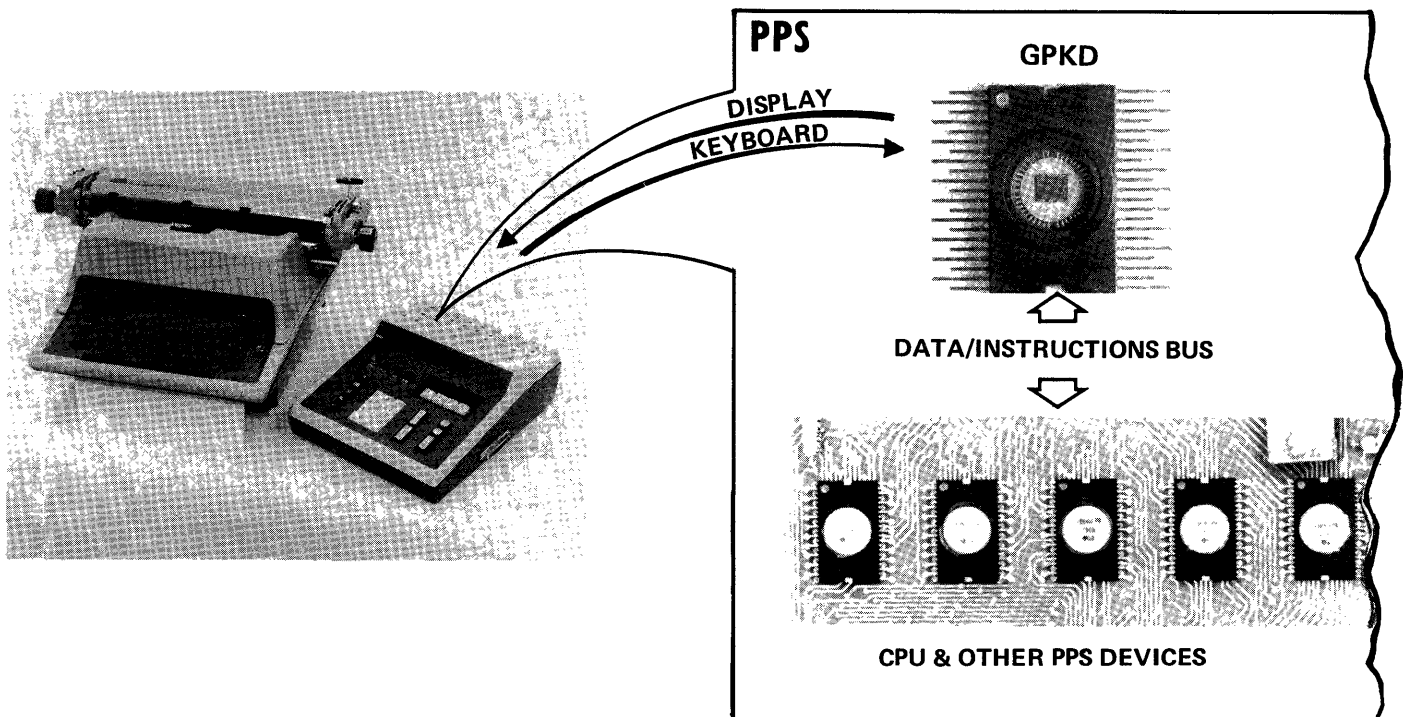 PPS
GPKD
DISPLAY
KEYBOARD
DATA/INSTRUCTIONS BUS
CPU & OTHER PPS DEVICES